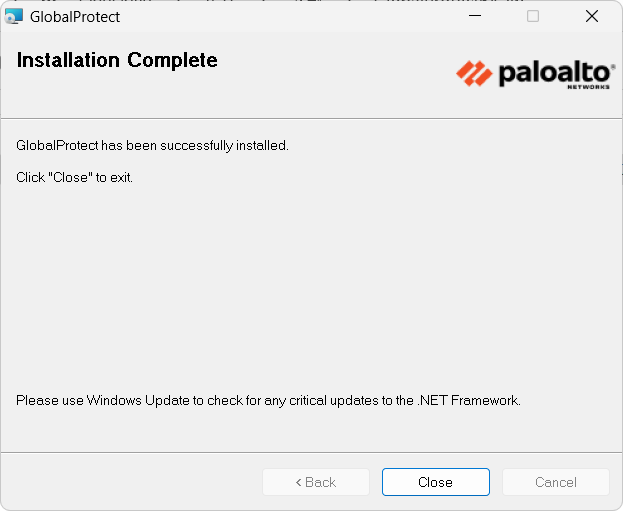 GlobalProtect
Installation Complete
paloalto®
NETWORKS
GlobalProtect has been successfully installed.
Click "Close" to exit.
Please use Windows Update to check for any critical updates to the .NET Framework.
< Back
Close
Cancel